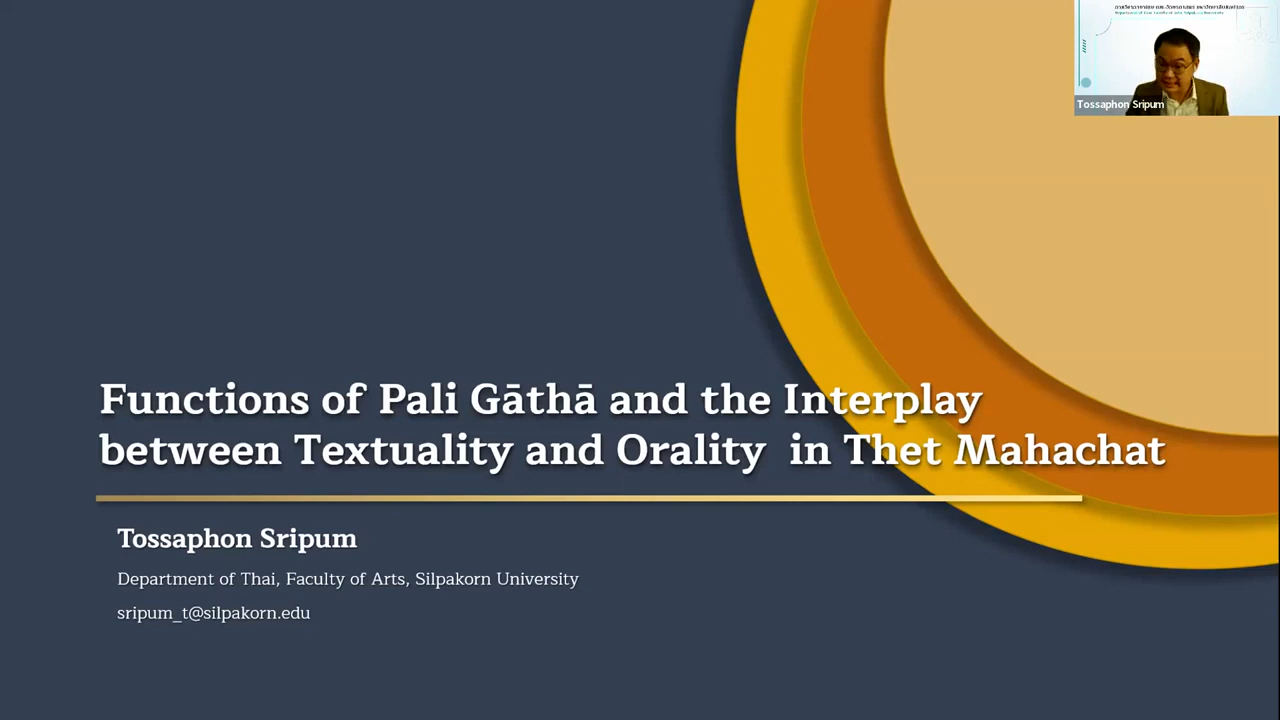 Tossaphon Sripum
Functions of Pali Gāthā and the Interplay
between Textuality and Orality in Thet Mahachat
Tossaphon Sripum
Department of Thai, Faculty of Arts, Silpakorn University
sripum_t@silpakorn.edu